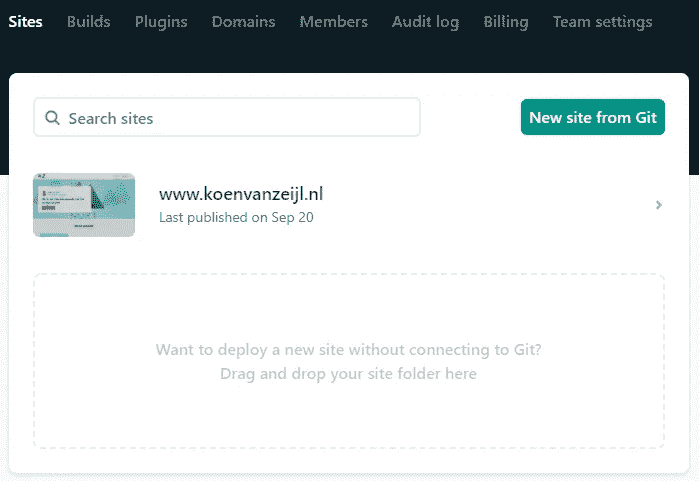 Sites Builds Plugins Domains Members Audit log Billing Team settings
Search sites
New site from Git
www.koenvanzeijl.nl
Last published on Sep 20
Want to deploy a new site without connecting to Git?
Drag and drop your site folder here